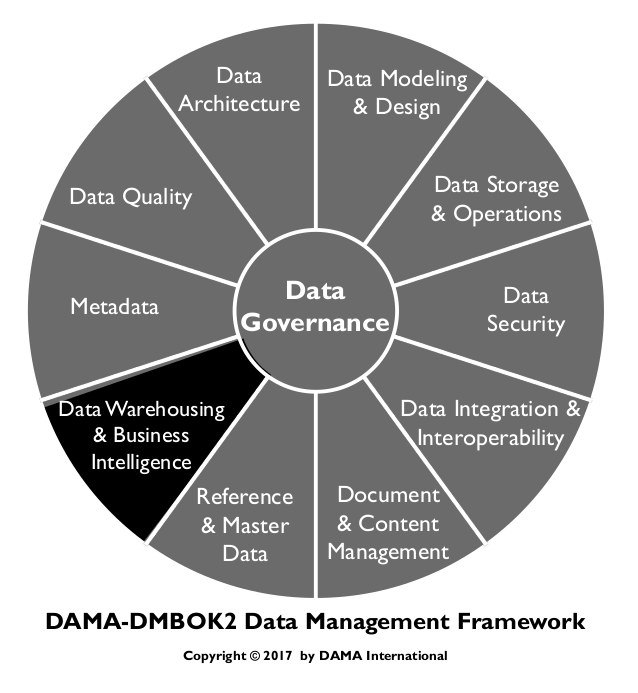 Data
Architecture
Data Modeling
& Design
Data Storage
& Operations
Data
Security
Data Integration &
Interoperability
Document
& Content
Management
Reference
& Master
Data
Data Warehousing
& Business
Intelligence
Metadata
Data Quality
Data
Governance
DAMA-DMBOK2 Data Management Framework
Copyright © 2017 by DAMA International